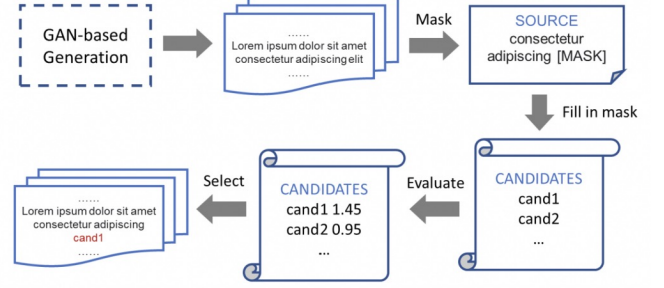 GAN-based
Generation
......
Lorem ipsum dolor sit amet
consectetur adipiscing elit
......
Mask
SOURCE
consectetur
adipiscing [MASK]
Fill in mask
CANDIDATES
cand1
cand2
...
Evaluate
CANDIDATES
cand1 1.45
cand2 0.95
...
Select
......
Lorem ipsum dolor sit amet
consectetur adipiscing
cand1
......